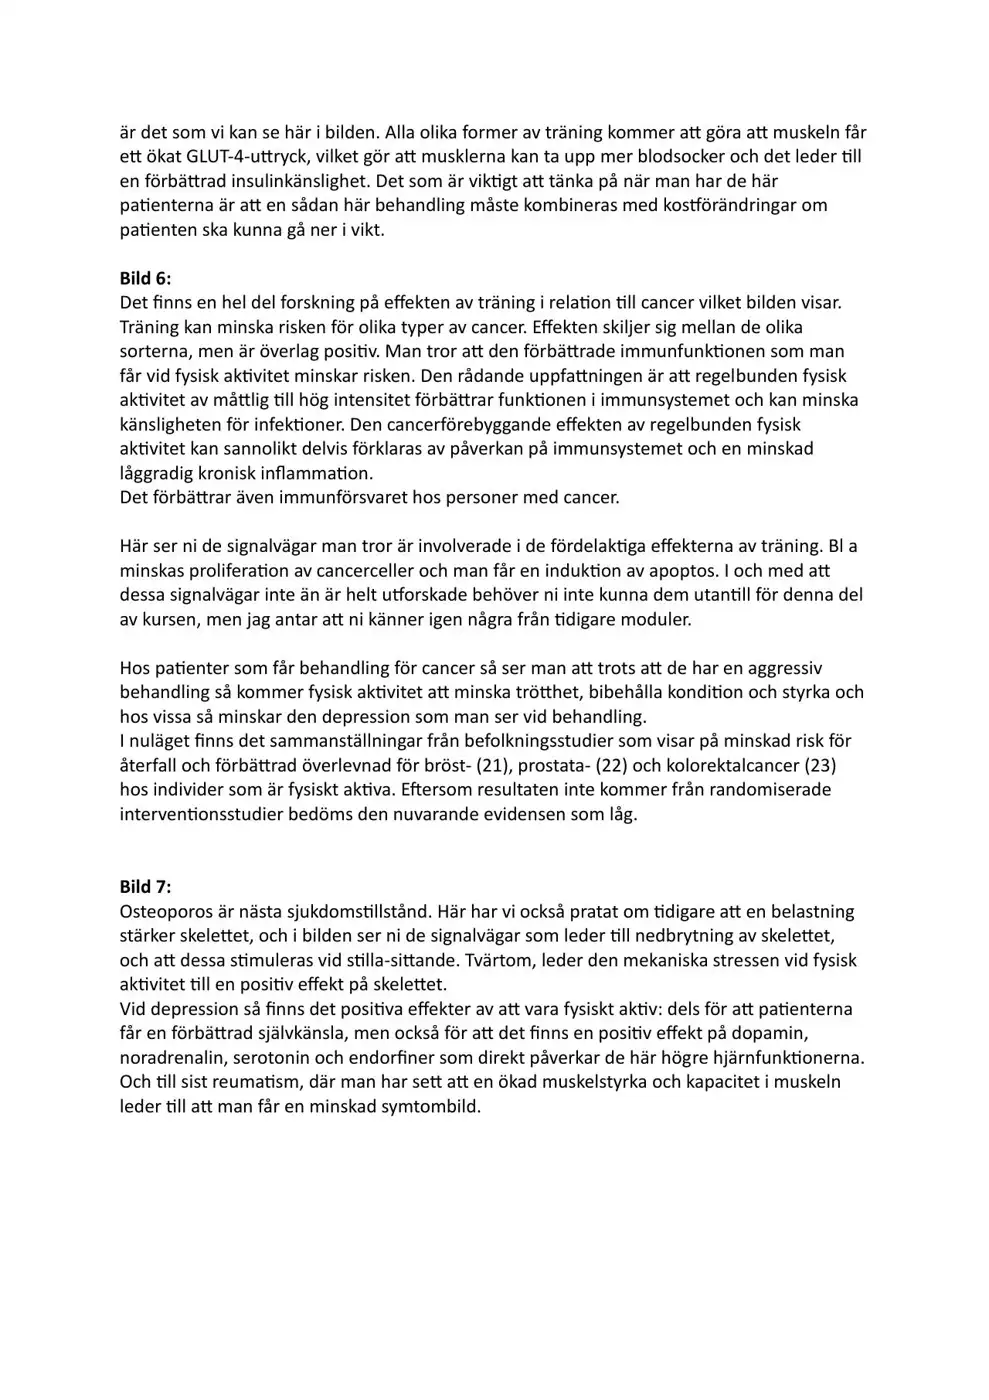 är det som vi kan se här i bilden. Alla olika former av träning kommer att göra att muskeln får
ett ökat GLUT-4-uttryck, vilket gör att musklerna kan ta upp mer blodsocker och det leder till
en förbättrad insulinkänslighet. Det som är viktigt att tänka på när man har de här
patienterna är att en sådan här behandling måste kombineras med kostförändringar om
patienten ska kunna gå ner i vikt.
Bild 6:
Det finns en hel del forskning på effekten av träning i relation till cancer vilket bilden visar.
Träning kan minska risken för olika typer av cancer. Effekten skiljer sig mellan de olika
sorterna, men är överlag positiv. Man tror att den förbättrade immunfunktionen som man
får vid fysisk aktivitet minskar risken. Den rådande uppfattningen är att regelbunden fysisk
aktivitet av måttlig till hög intensitet förbättrar funktionen i immunsystemet och kan minska
känsligheten för infektioner. Den cancerförebyggande effekten av regelbunden fysisk
aktivitet kan sannolikt delvis förklaras av påverkan på immunsystemet och en minskad
låggradig kronisk inflammation.
Det förbättrar även immunförsvaret hos personer med cancer.
Här ser ni de signalvägar man tror är involverade i de fördelaktiga effekterna av träning. Bl a
minskas proliferation av cancerceller och man får en induktion av apoptos. I och med att
dessa signalvägar inte än är helt utforskade behöver ni inte kunna dem utantill för denna del
av kursen, men jag antar att ni känner igen några från tidigare moduler.
Hos patienter som får behandling för cancer så ser man att trots att de har en aggressiv
behandling så kommer fysisk aktivitet att minska trötthet, bibehålla kondition och styrka och
hos vissa så minskar den depression som man ser vid behandling.
I nuläget finns det sammanställningar från befolkningsstudier som visar på minskad risk för
återfall och förbättrad överlevnad för bröst- (21), prostata- (22) och kolorektalcancer (23)
hos individer som är fysiskt aktiva. Eftersom resultaten inte kommer från randomiserade
interventionsstudier bedöms den nuvarande evidensen som låg.
Bild 7:
Osteoporos är nästa sjukdomstillstånd. Här har vi också pratat om tidigare att en belastning
stärker skelettet, och i bilden ser ni de signalvägar som leder till nedbrytning av skelettet,
och att dessa stimuleras vid stilla-sittande. Tvärtom, leder den mekaniska stressen vid fysisk
aktivitet till en positiv effekt på skelettet.
Vid depression så finns det positiva effekter av att vara fysiskt aktiv: dels för att patienterna
får en förbättrad självkänsla, men också för att det finns en positiv effekt på dopamin,
noradrenalin, serotonin och endorfiner som direkt påverkar de här högre hjärnfunktionerna.
Och till sist reumatism, där man har sett att en ökad muskelstyrka och kapacitet i muskeln
leder till att man får en minskad symtombild.